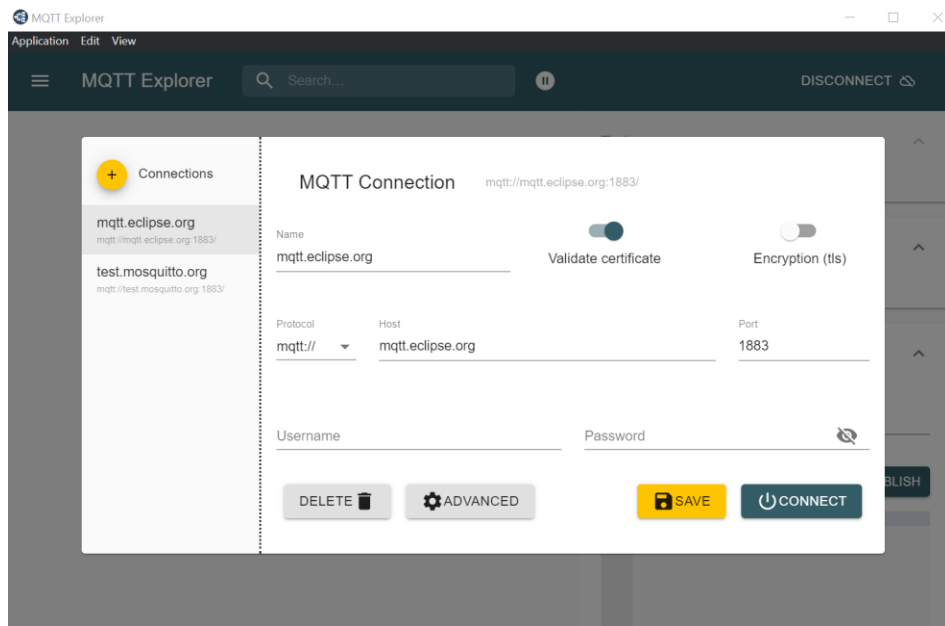 MQTT Explorer
Application Edit View
MQTT Explorer
Search...
DISCONNECT
Connections
mqtt.eclipse.org
mqtt://mqtt.eclipse.org:1883/
test.mosquitto.org
mqtt://test.mosquitto.org:1883/
MQTT Connection mqtt://mqtt.eclipse.org:1883/
Name
mqtt.eclipse.org
Validate certificate
Encryption (tls)
Protocol Host Port
mqtt:// mqtt.eclipse.org 1883
Username Password
DELETE ADVANCED SAVE CONNECT
BLISH